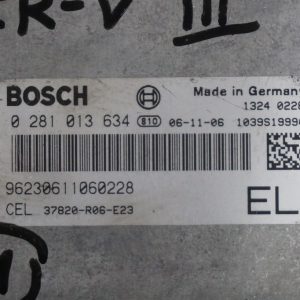 R-V III
BOSCH Made in Germany
1324 0228
0 281 013 634 810 06-11-06 1039S1999
96230611060228
CEL 37820-R06-E23 EL
1)